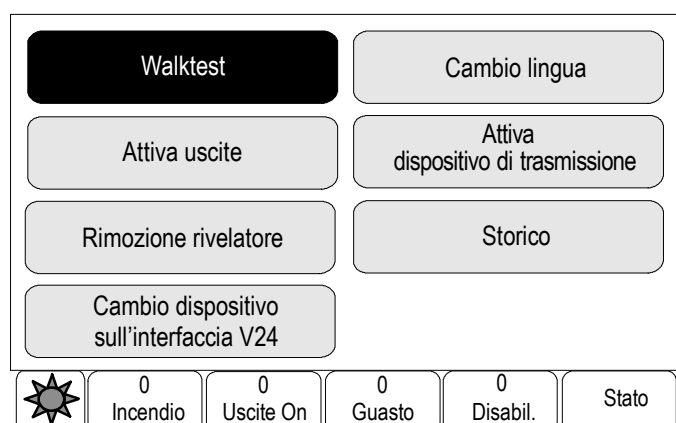 Walktest
Cambio lingua
Attiva uscite
Attiva
dispositivo di trasmissione
Rimozione rivelatore
Storico
Cambio dispositivo
sull'interfaccia V24
0
Incendio
0
Uscite On
0
Guasto
0
Disabil.
Stato